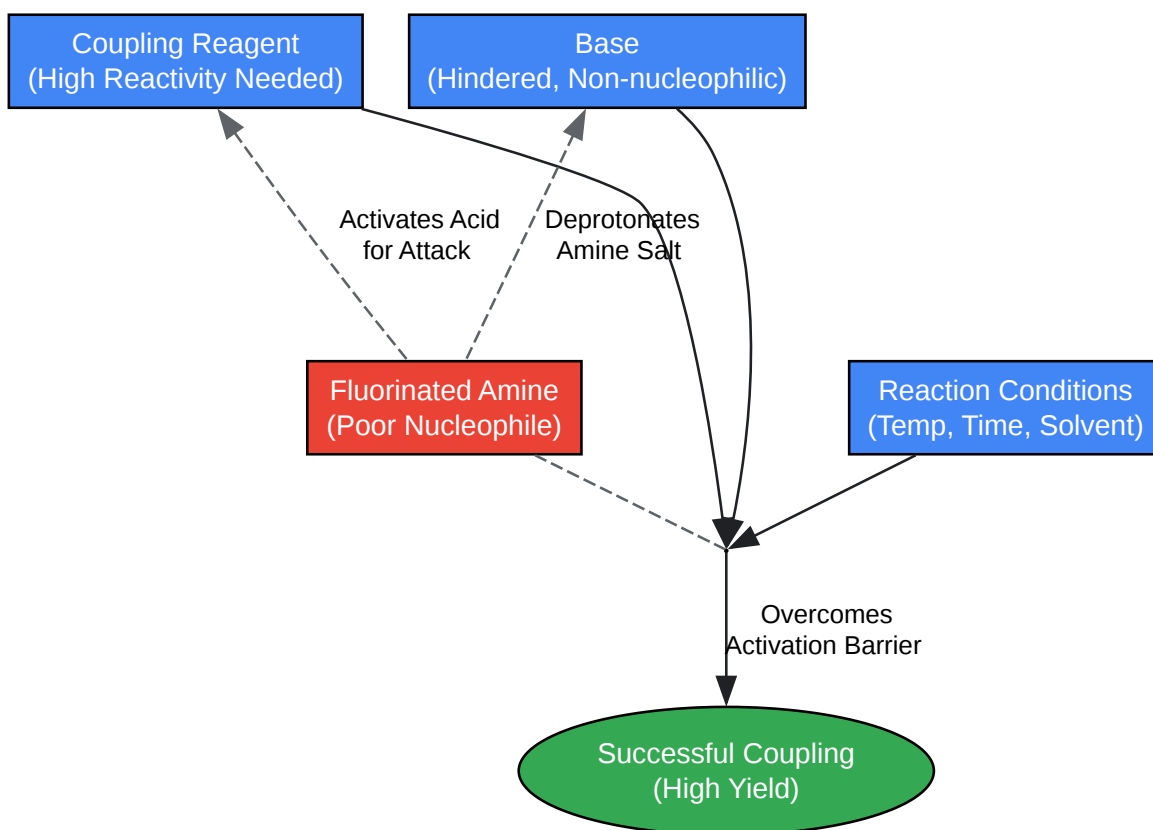 Coupling Reagent
(High Reactivity Needed)
Base
(Hindered, Non-nucleophilic)
Activates Acid
for Attack
Deprotonates
Amine Salt
Fluorinated Amine
(Poor Nucleophile)
Reaction Conditions
(Temp, Time, Solvent)
Overcomes
Activation Barrier
Successful Coupling
(High Yield)